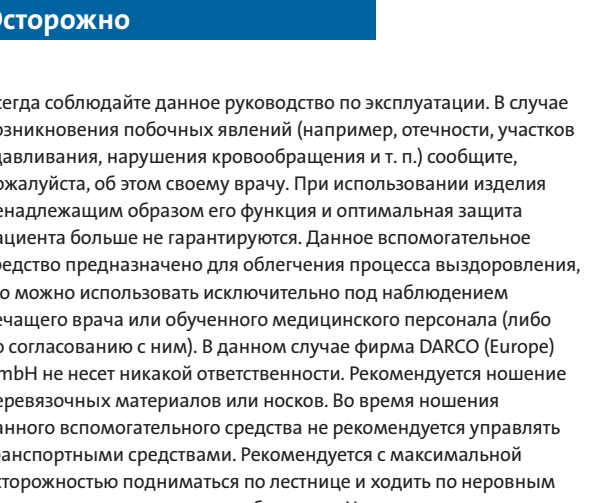 Осторожно
сегда соблюдайте данное руководство по эксплуатации. В случае
озникновения побочных явлений (например, отечности, участков
давливания, нарушения кровообращения и т. п.) сообщите,
ожалуйста, об этом своему врачу. При использовании изделия
енадлежащим образом его функция и оптимальная защита
ациента больше не гарантируются. Данное вспомогательное
редство предназначено для облегчения процесса выздоровления,
го можно использовать исключительно под наблюдением
ечащего врача или обученного медицинского персонала (либо
о согласованию с ним). В данном случае фирма DARCO (Europe)
mbH не несет никакой ответственности. Рекомендуется ношение
еревязочных материалов или носков. Во время ношения
анного вспомогательного средства не рекомендуется управлять
ранспортными средствами. Рекомендуется с максимальной
сторожностью подниматься по лестнице и ходить по неровным